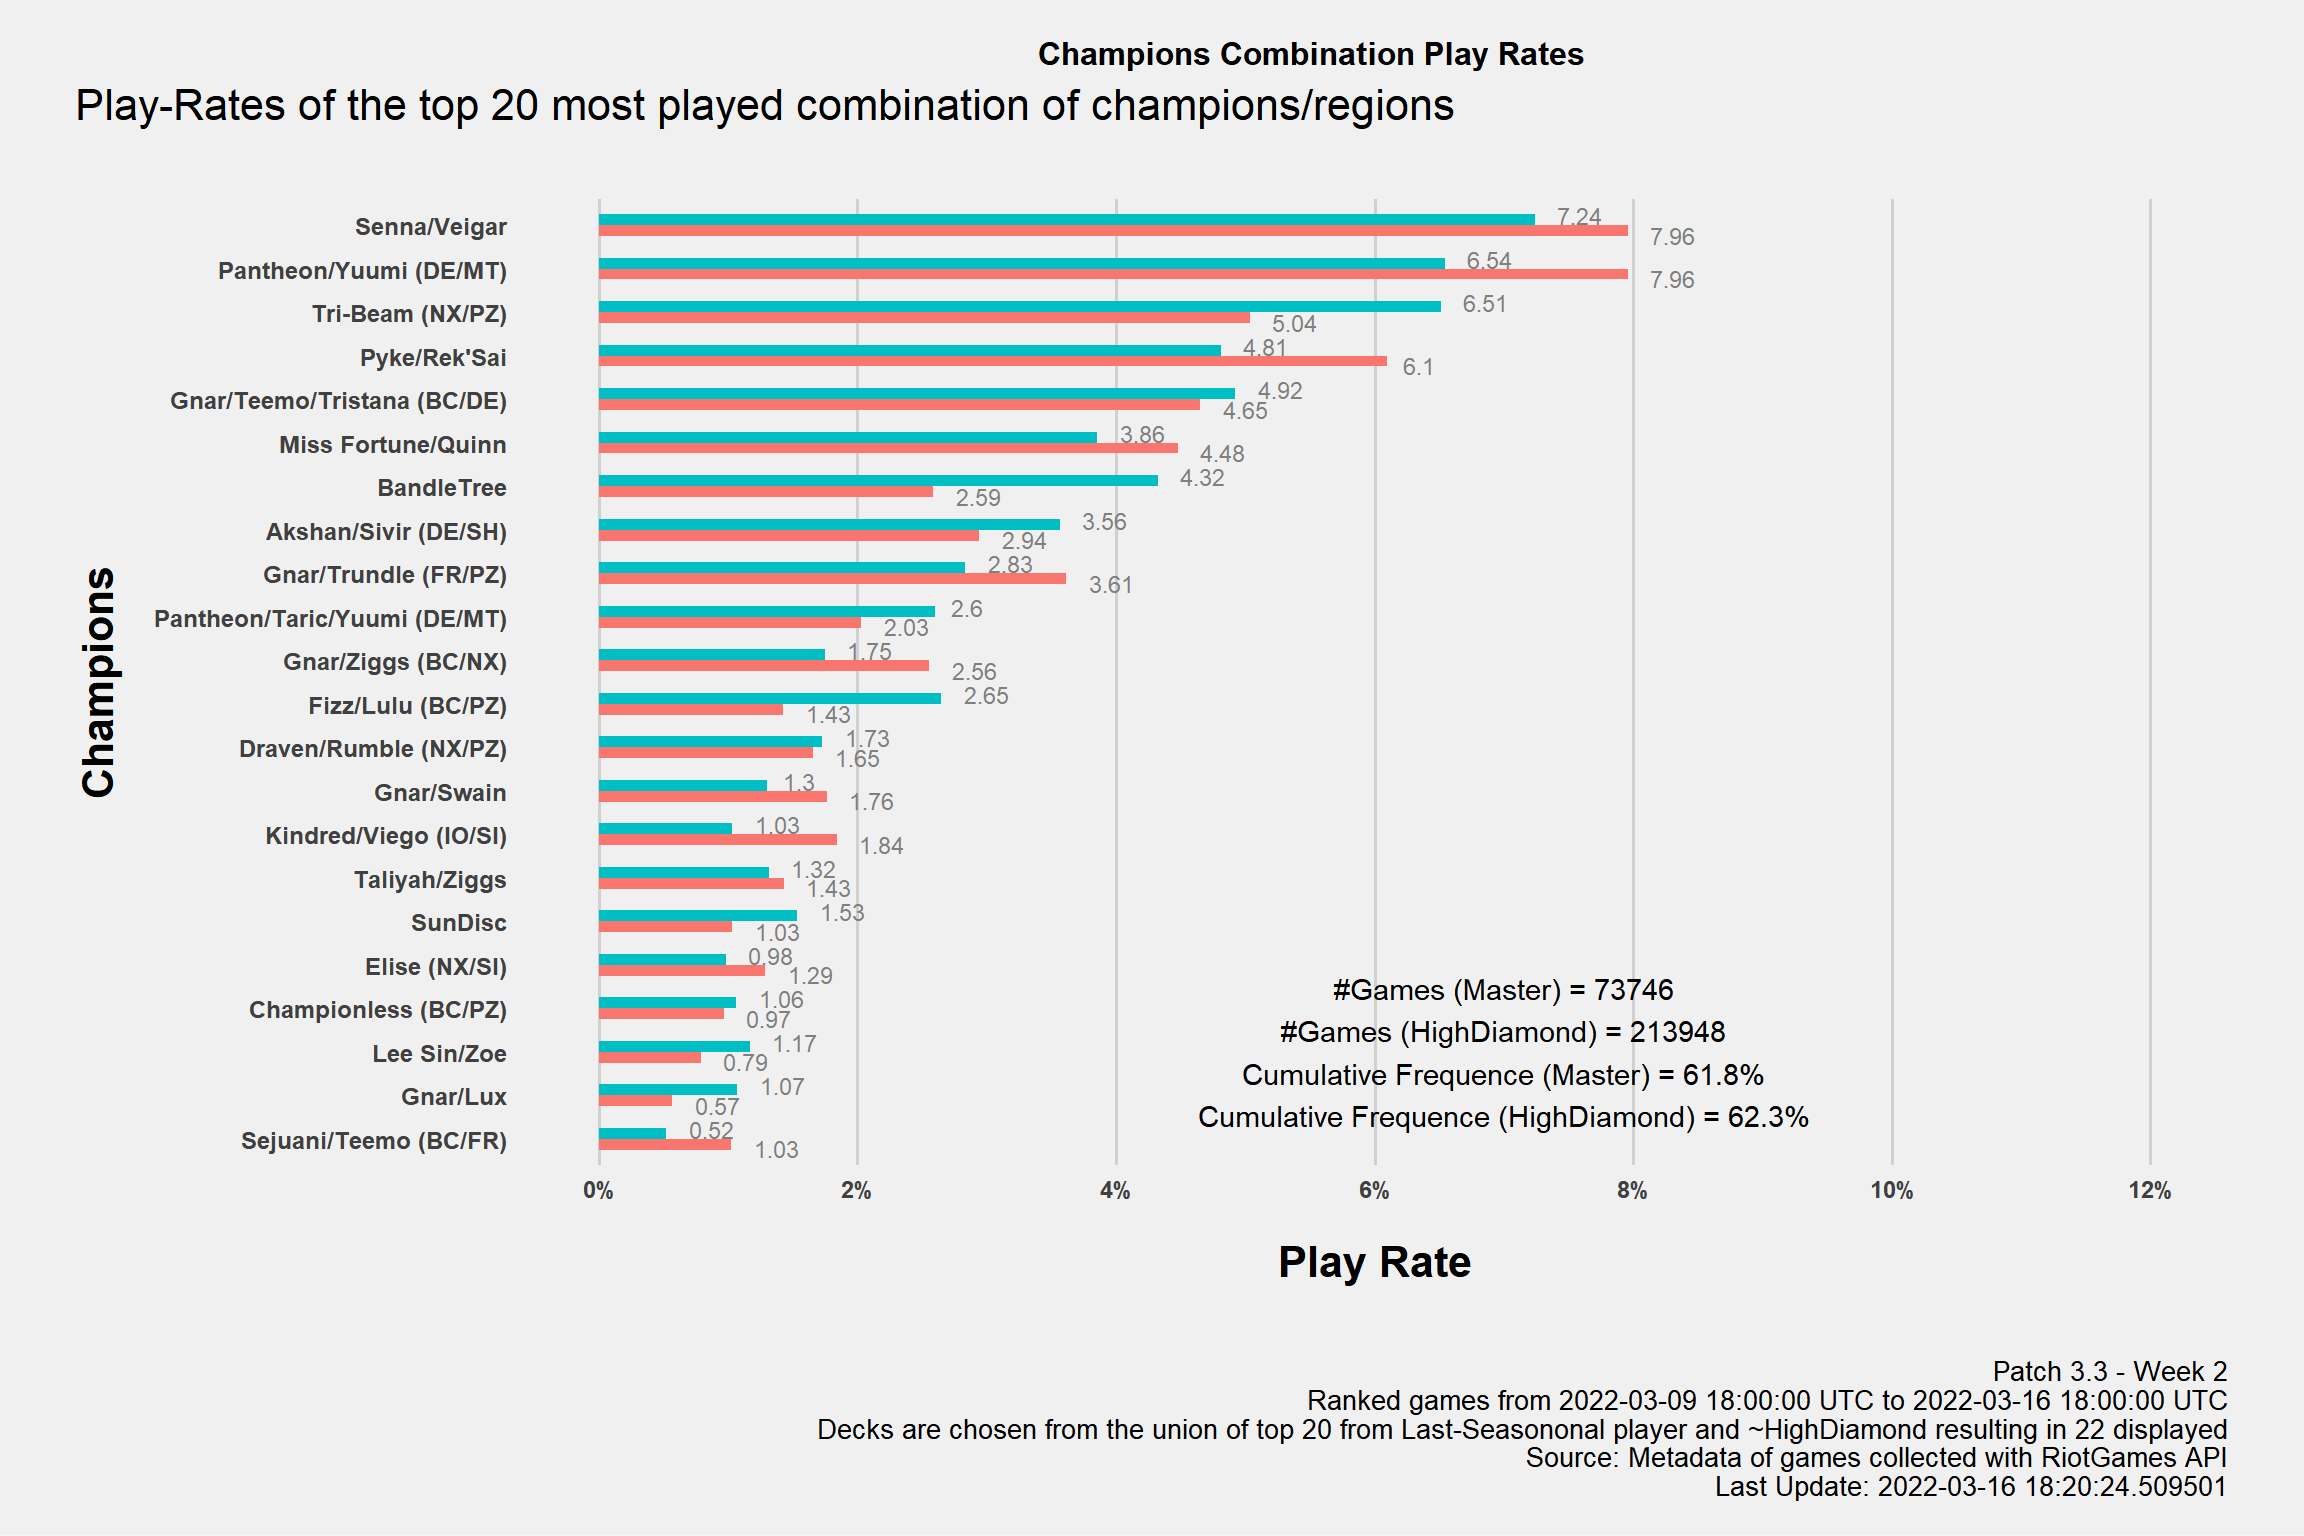 Champions Combination Play Rates
Play-Rates of the top 20 most played combination of champions/regions
Champions
Senna/Veigar 7.24 7.96
Pantheon/Yuumi (DE/MT) 6.54 7.96
Tri-Beam (NX/PZ) 6.51 5.04
Pyke/Rek'Sai 4.81 6.1
Gnar/Teemo/Tristana (BC/DE) 4.92 4.65
Miss Fortune/Quinn 3.86 4.48
BandleTree 4.32 2.59
Akshan/Sivir (DE/SH) 3.56 2.94
Gnar/Trundle (FR/PZ) 2.83 3.61
Pantheon/Taric/Yuumi (DE/MT) 2.6 2.03
Gnar/Ziggs (BC/NX) 1.75 2.56
Fizz/Lulu (BC/PZ) 2.65 1.43
Draven/Rumble (NX/PZ) 1.73 1.65
Gnar/Swain 1.3 1.76
Kindred/Viego (IO/SI) 1.03 1.84
Taliyah/Ziggs 1.32 1.43
SunDisc 1.53 1.03
Elise (NX/SI) 0.98 1.29
Championless (BC/PZ) 1.06 0.97
Lee Sin/Zoe 1.17 0.79
Gnar/Lux 1.07 0.57
Sejuani/Teemo (BC/FR) 0.52 1.03
#Games (Master) = 73746
#Games (HighDiamond) = 213948
Cumulative Frequence (Master) = 61.8%
Cumulative Frequence (HighDiamond) = 62.3%
0% 2% 4% 6% 8% 10% 12%
Play Rate
Patch 3.3 - Week 2
Ranked games from 2022-03-09 18:00:00 UTC to 2022-03-16 18:00:00 UTC
Decks are chosen from the union of top 20 from Last-Seasononal player and ~HighDiamond resulting in 22 displayed
Source: Metadata of games collected with RiotGames API
Last Update: 2022-03-16 18:20:24.509501